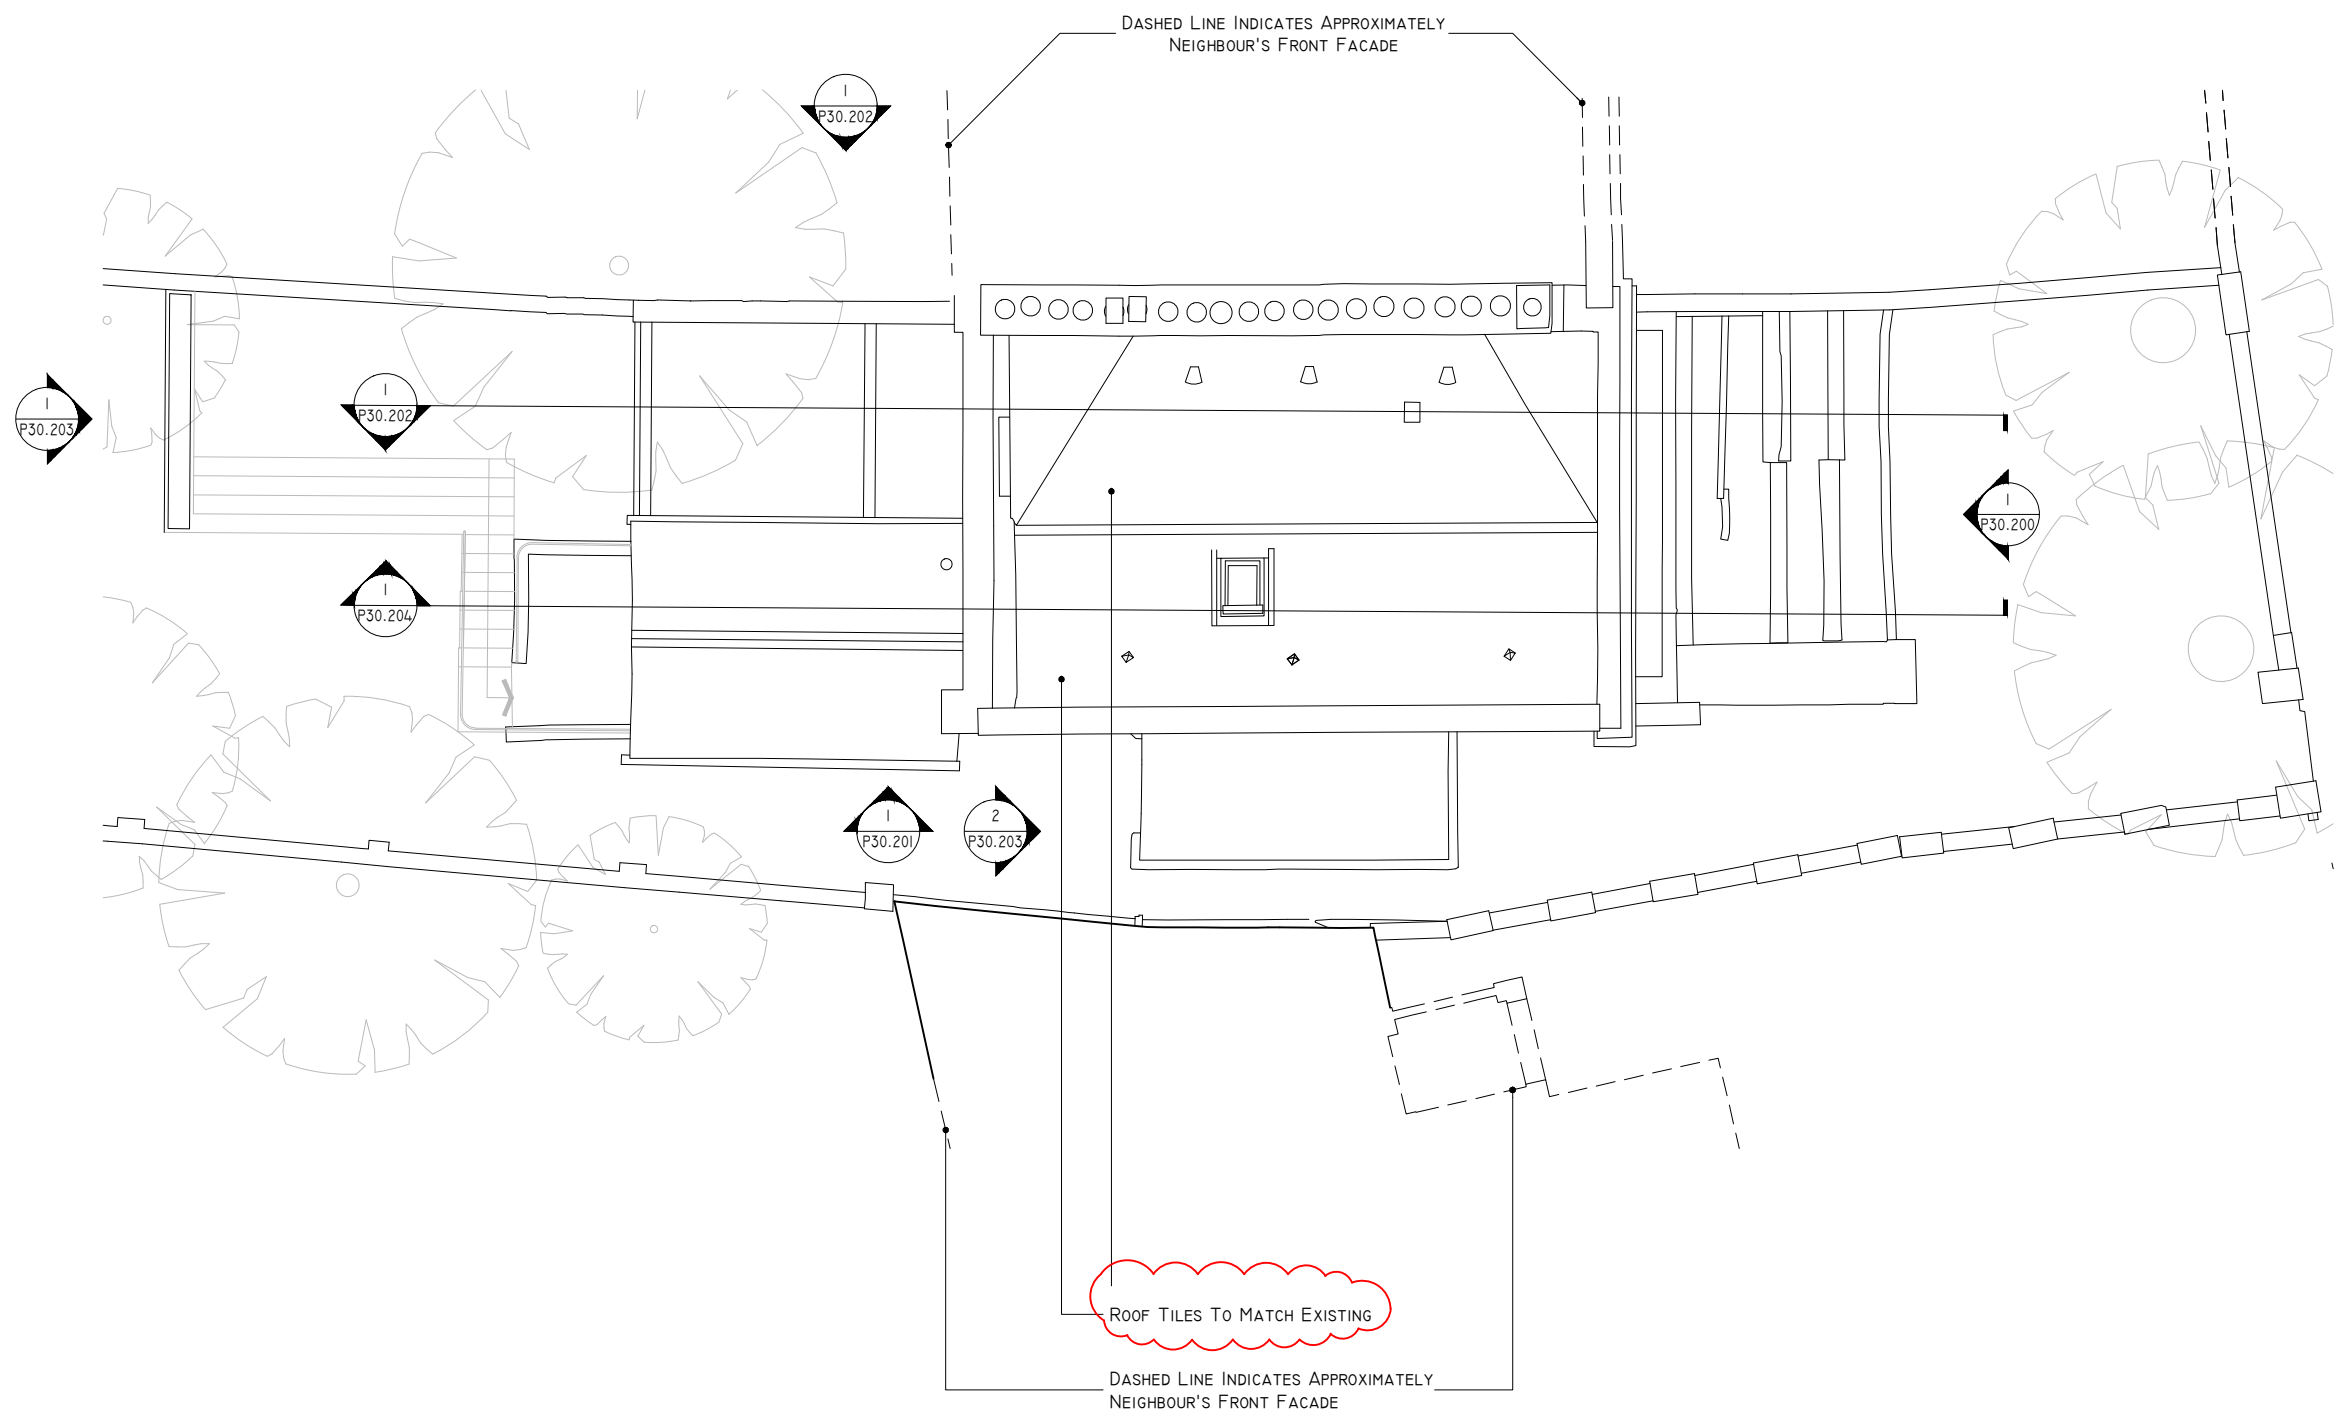 Dashed Line Indicates Approximately
Neighbour's Front Facade
1
P30.202
1
P30.203
1
P30.202
1
P30.200
1
P30.204
1
P30.201
2
P30.203
Roof Tiles To Match Existing
Dashed Line Indicates Approximately
Neighbour's Front Facade